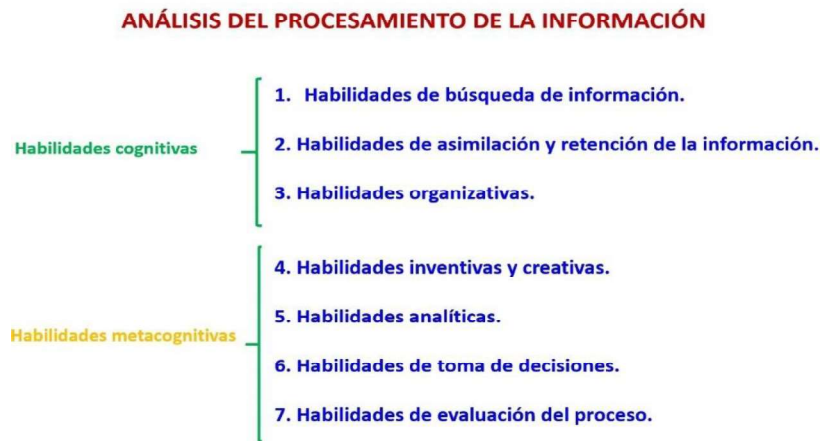 ANÁLISIS DEL PROCESAMIENTO DE LA INFORMACIÓN
Habilidades cognitivas
1. Habilidades de búsqueda de información.
2. Habilidades de asimilación y retención de la información.
3. Habilidades organizativas.
Habilidades metacognitivas
4. Habilidades inventivas y creativas.
5. Habilidades analíticas.
6. Habilidades de toma de decisiones.
7. Habilidades de evaluación del proceso.